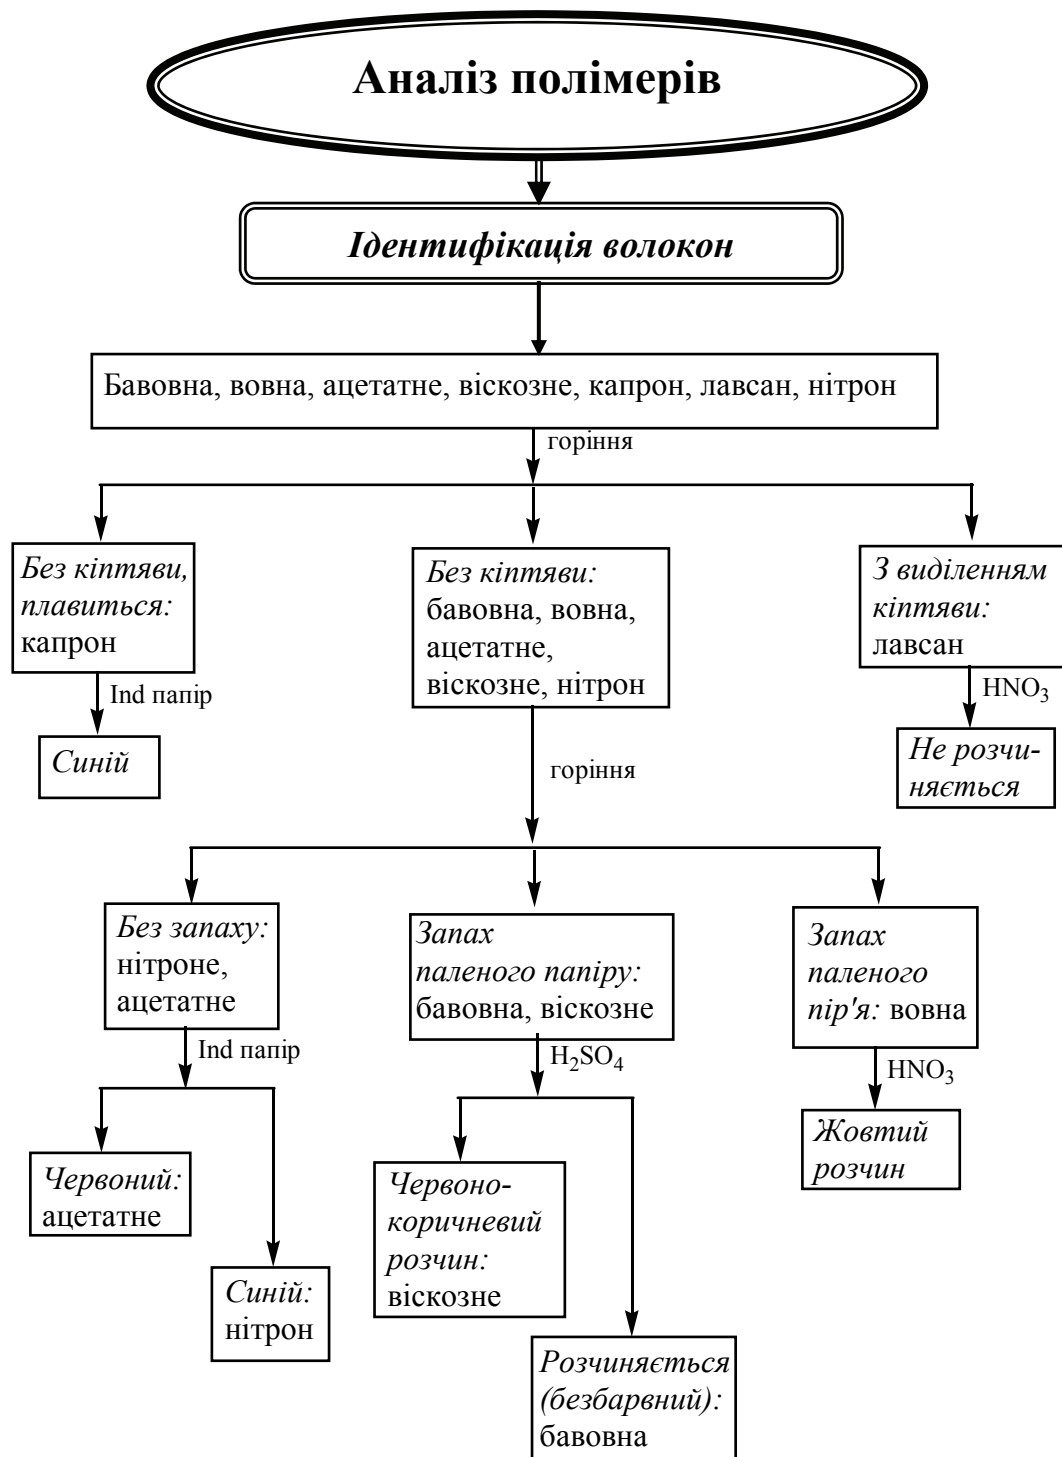 Аналіз полімерів
Ідентифікація волокон
Бавовна, вовна, ацетатне, віскозне, капрон, лавсан, нітрон
горіння
Без кіптяви,
плавиться:
капрон
Ind папір
Синій
Без кіптяви:
бавовна, вовна,
ацетатне,
віскозне, нітрон
горіння
З виділенням
кіптяви:
лавсан
HNO3
Не розчи-
няється
Без запаху:
нітроне,
ацетатне
Ind папір
Червоний:
ацетатне
Синій:
нітрон
Запах
паленого папіру:
бавовна, віскозне
H2SO4
Червоно-
коричневий
розчин:
віскозне
Розчиняється
(безбарвний):
бавовна
Запах
паленого
пір'я: вовна
HNO3
Жовтий
розчин